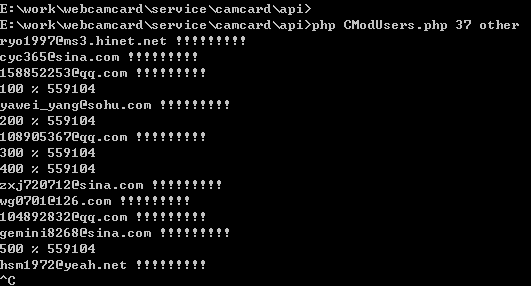 E:\work\webcamcard\service\camcard\api>
E:\work\webcamcard\service\camcard\api>php CModUsers.php 37 other
ryo1997@ms3.hinet.net !!!!!!!!!
cyc365@sina.com !!!!!!!!!
158852253@qq.com !!!!!!!!!
100 % 559104
yawei_yang@sohu.com !!!!!!!!!
200 % 559104
108905367@qq.com !!!!!!!!!
300 % 559104
400 % 559104
zxj720712@sina.com !!!!!!!!!
wg0701@126.com !!!!!!!!!
104892832@qq.com !!!!!!!!!
gemini8268@sina.com !!!!!!!!!
500 % 559104
hsm1972@yeah.net !!!!!!!!!
^C